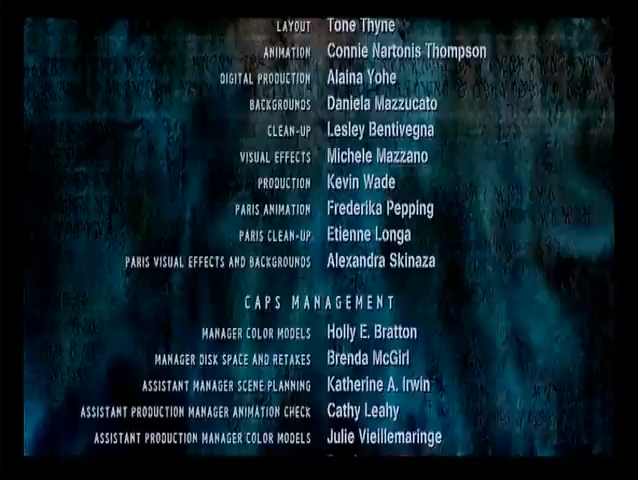 LAYOUT Tone Thyne
ANIMATION Connie Nartonis Thompson
DIGITAL PRODUCTION Alaina Yohe
BACKGROUNDS Daniela Mazzucato
CLEAN-UP Lesley Bentivegna
VISUAL EFFECTS Michele Mazzano
PRODUCTION Kevin Wade
PARIS ANIMATION Frederika Pepping
PARIS CLEAN-UP Etienne Longa
PARIS VISUAL EFFECTS AND BACKGROUNDS Alexandra Skinaza
CAPS MANAGEMENT
MANAGER COLOR MODELS Holly E. Bratton
MANAGER DISK SPACE AND RETAKES Brenda McGirl
ASSISTANT MANAGER SCENE PLANNING Katherine A. Irwin
ASSISTANT PRODUCTION MANAGER ANIMATION CHECK Cathy Leahy
ASSISTANT PRODUCTION MANAGER COLOR MODELS Julie Vieillemaringe